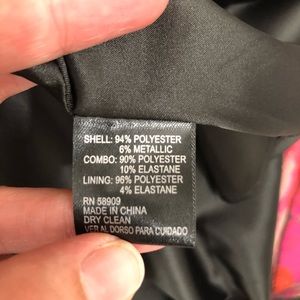 SHELL: 94% POLYESTER
6% METALLIC
COMBO: 90% POLYESTER
10% ELASTANE
LINING: 96% POLYESTER
4% ELASTANE
RN 58909
MADE IN CHINA
DRY CLEAN
VER AL DORSO PARA CUIDADO